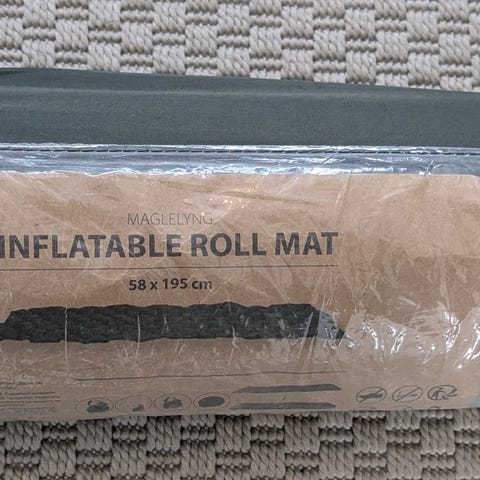 MAGLELYNG
INFLATABLE ROLL MAT
58 x 195 cm